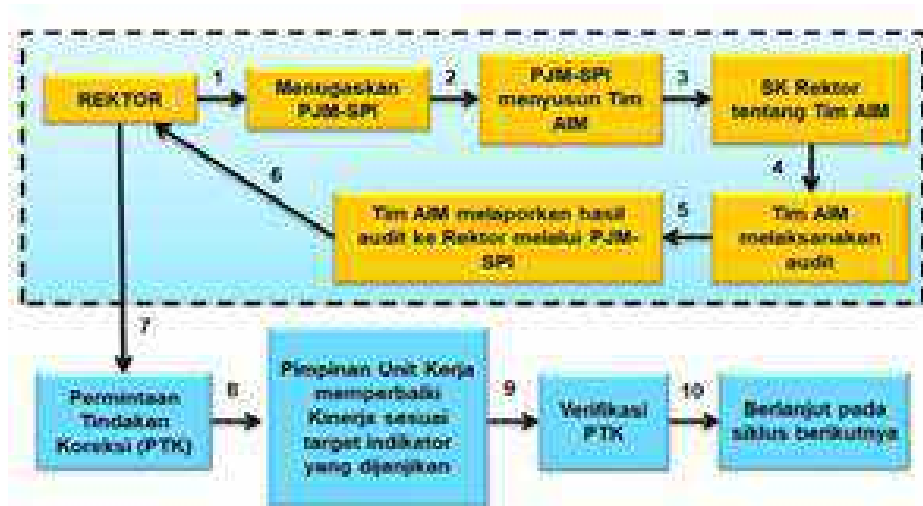 REKTOR
1
Menugaskan
PJM-SPI
2
PJM-SPI
menyusun Tim
AIM
3
SK Rektor
tentang Tim AIM
4
Tim AIM
melaksanakan
audit
5
Tim AIM melaporkan hasil
audit ke Rektor melalui PJM-
SPI
6
7
Permintaan
Tindakan
Koreksi (PTK)
8
Pimpinan Unit Kerja
memperbaiki
Kinerja sesuai
target indikator
yang dijanjikan
9
Verifikasi
PTK
10
Berlanjut pada
siklus berikutnya